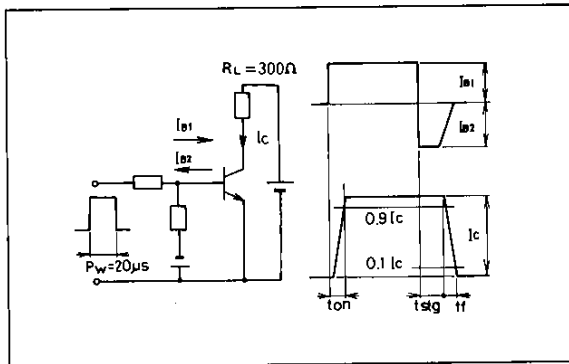 RL=300Ω
IB1
IB2
Ic
Pw=20μs
IB1
IB2
0.9 Ic
Ic
0.1 Ic
ton
tstg
tf